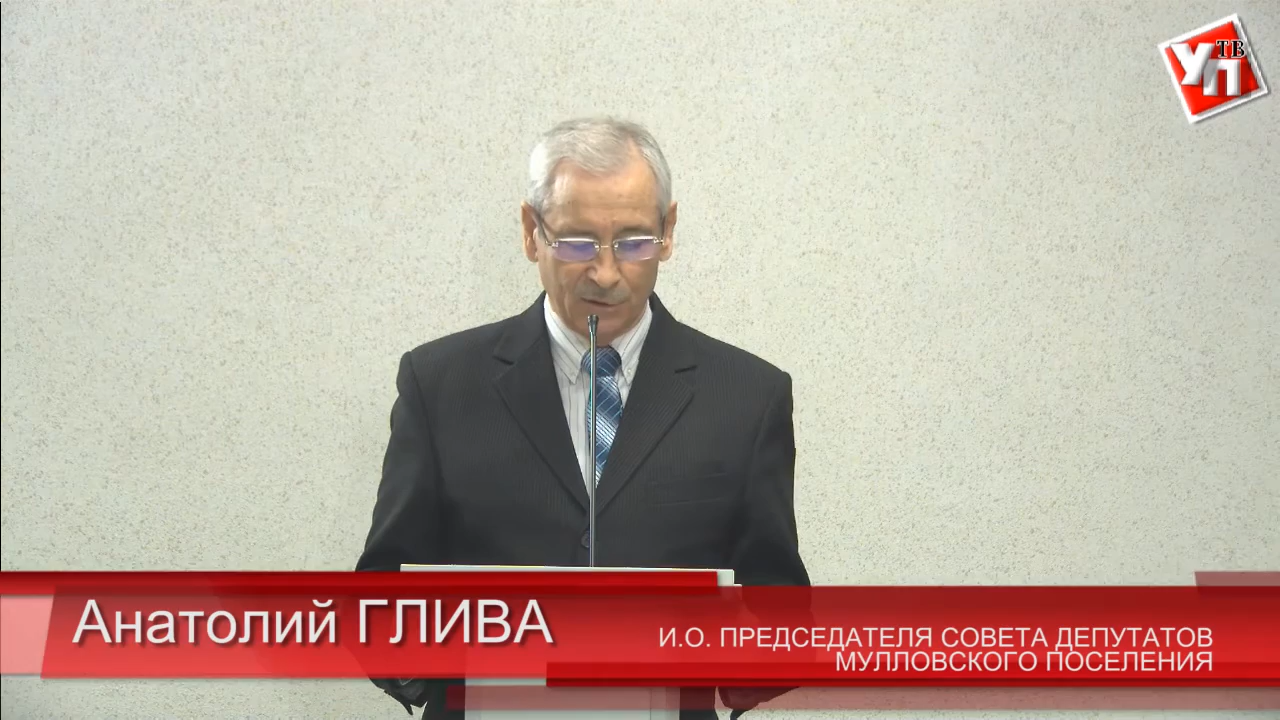 ТВ
УП
Анатолий ГЛИВА
И.О. ПРЕДСЕДАТЕЛЯ СОВЕТА ДЕПУТАТОВ
МУЛЛОВСКОГО ПОСЕЛЕНИЯ